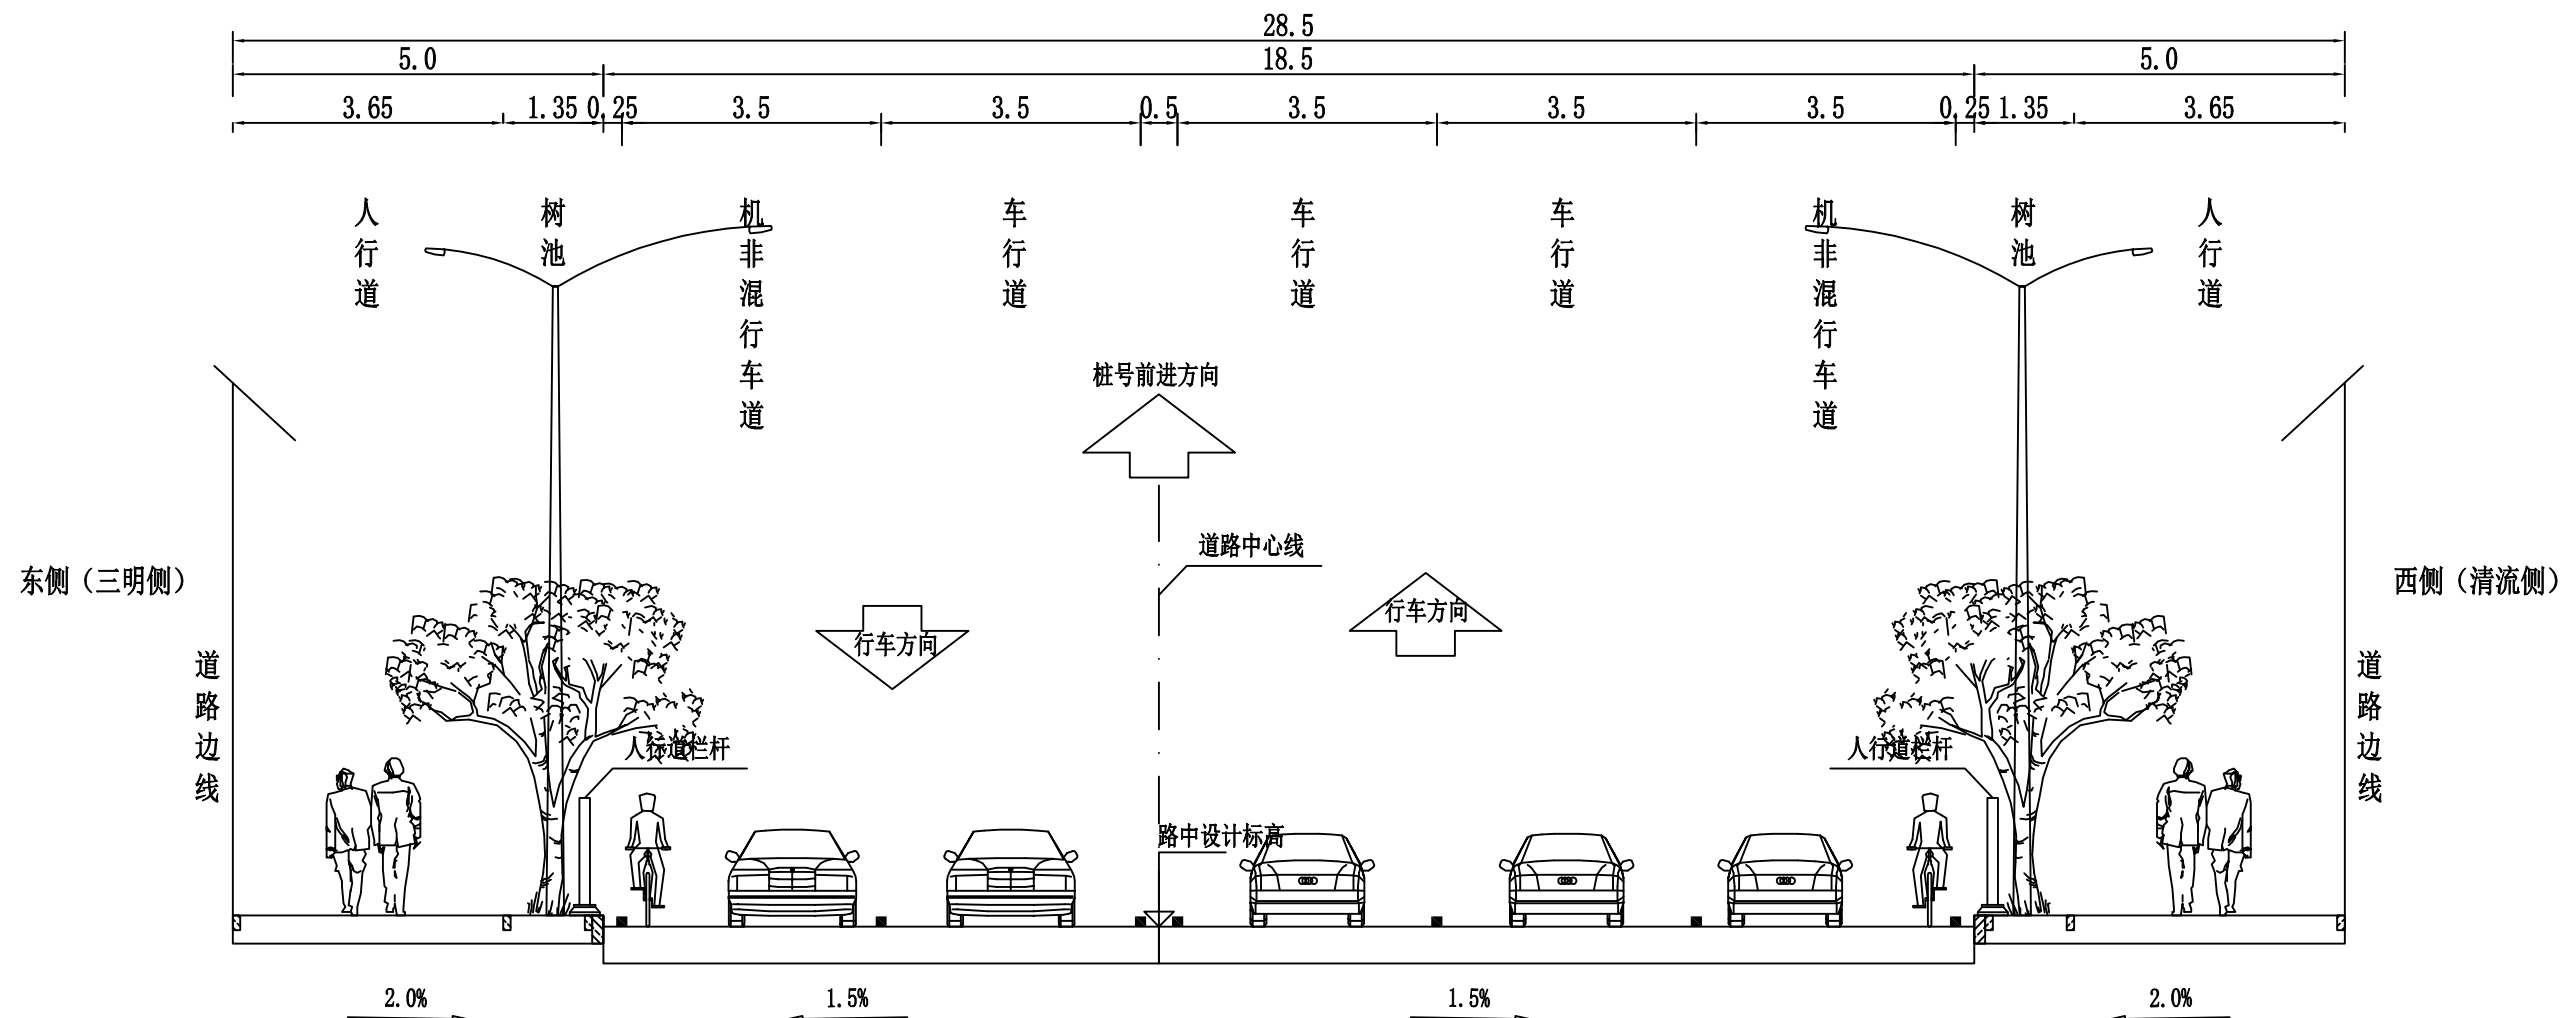 28.5
5.0 18.5 5.0
3.65 1.35 0.25 3.5 3.5 0.5 3.5 3.5 3.5 0.25 1.35 3.65
人行道
树池
机非混行车道
车行道
车行道
车行道
机非混行车道
树池
人行道
桩号前进方向
道路中心线
东侧（三明侧）
行车方向
行车方向
西侧（清流侧）
道路边线
人行道栏杆
人行道栏杆
道路边线
路中设计标高
2.0% 1.5% 1.5% 2.0%